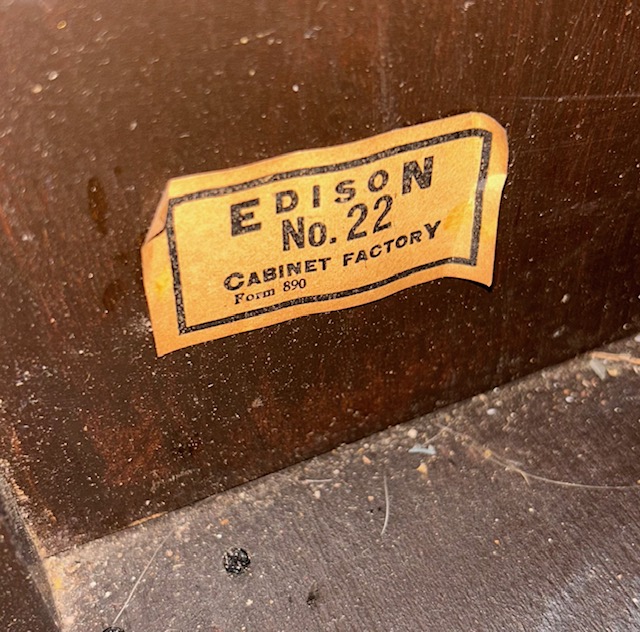 EDISON
No. 22
CABINET FACTORY
Form 890